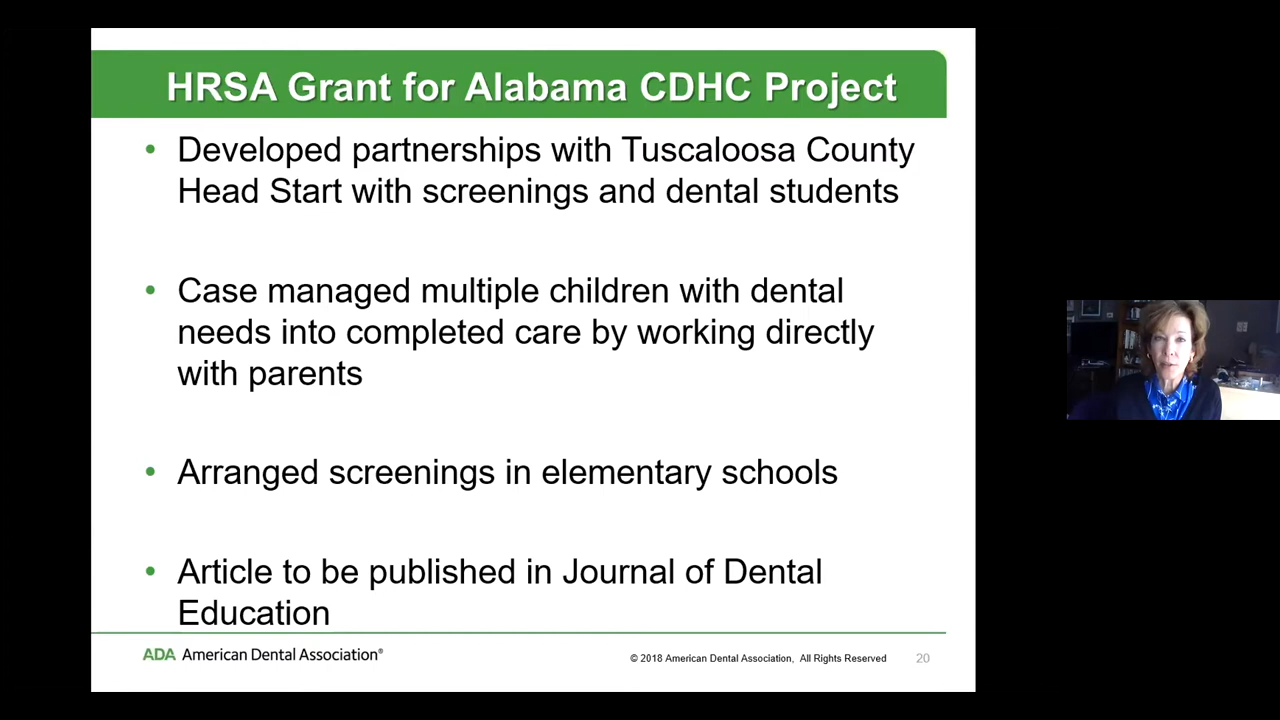 HRSA Grant for Alabama CDHC Project
• Developed partnerships with Tuscaloosa County
Head Start with screenings and dental students
• Case managed multiple children with dental
needs into completed care by working directly
with parents
• Arranged screenings in elementary schools
• Article to be published in Journal of Dental
Education
ADA American Dental Association®
© 2018 American Dental Association, All Rights Reserved
20